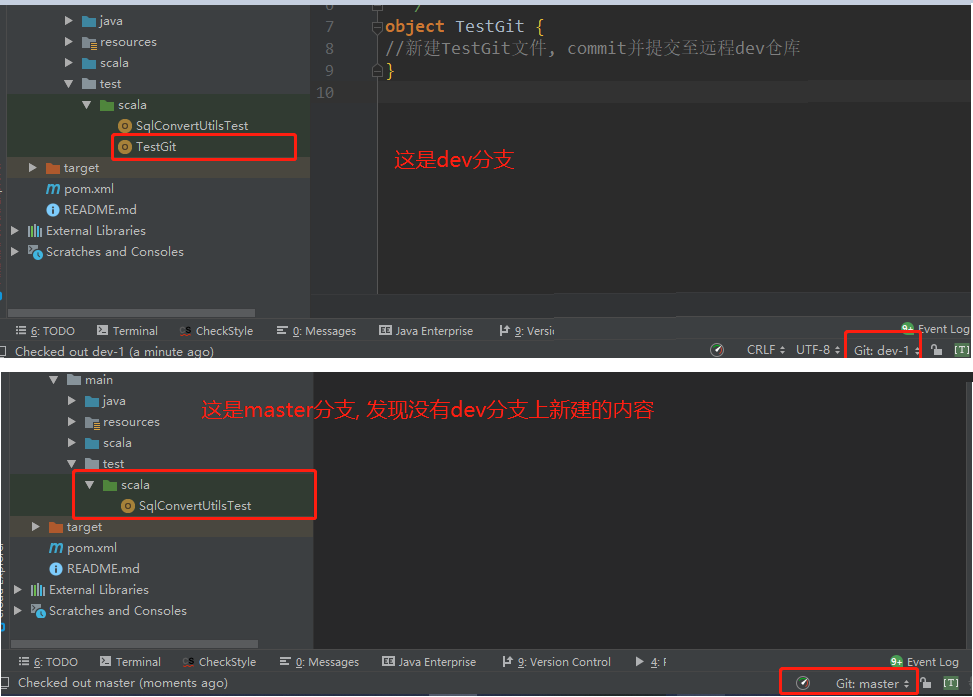 java
resources
scala
test
scala
SqlConvertUtilsTest
TestGit
target
pom.xml
README.md
External Libraries
Scratches and Consoles
7 object TestGit {
8 //新建TestGit文件, commit并提交至远程dev仓库
9 }
10
这是dev分支
6: TODO Terminal CheckStyle 0: Messages Java Enterprise 9: Versi Event Log
Checked out dev-1 (a minute ago) CRLF UTF-8 Git: dev-1 [T]
main
java
这是master分支, 发现没有dev分支上新建的内容
resources
scala
test
scala
SqlConvertUtilsTest
target
pom.xml
README.md
External Libraries
Scratches and Consoles
6: TODO Terminal CheckStyle 0: Messages Java Enterprise 9: Version Control 4: 9+ Event Log
Checked out master (moments ago) Git: master [T]